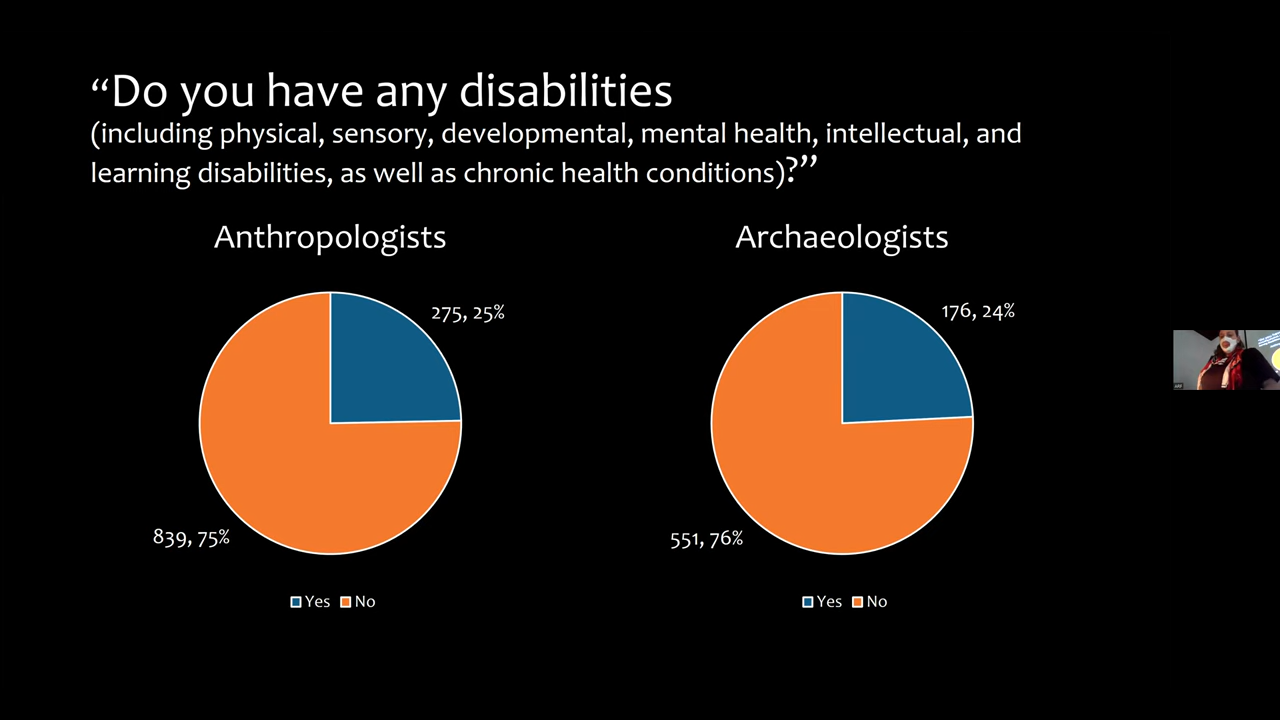 “Do you have any disabilities
(including physical, sensory, developmental, mental health, intellectual, and
learning disabilities, as well as chronic health conditions)?”
Anthropologists
Archaeologists
275, 25%
176, 24%
839, 75%
551, 76%
Yes No
Yes No